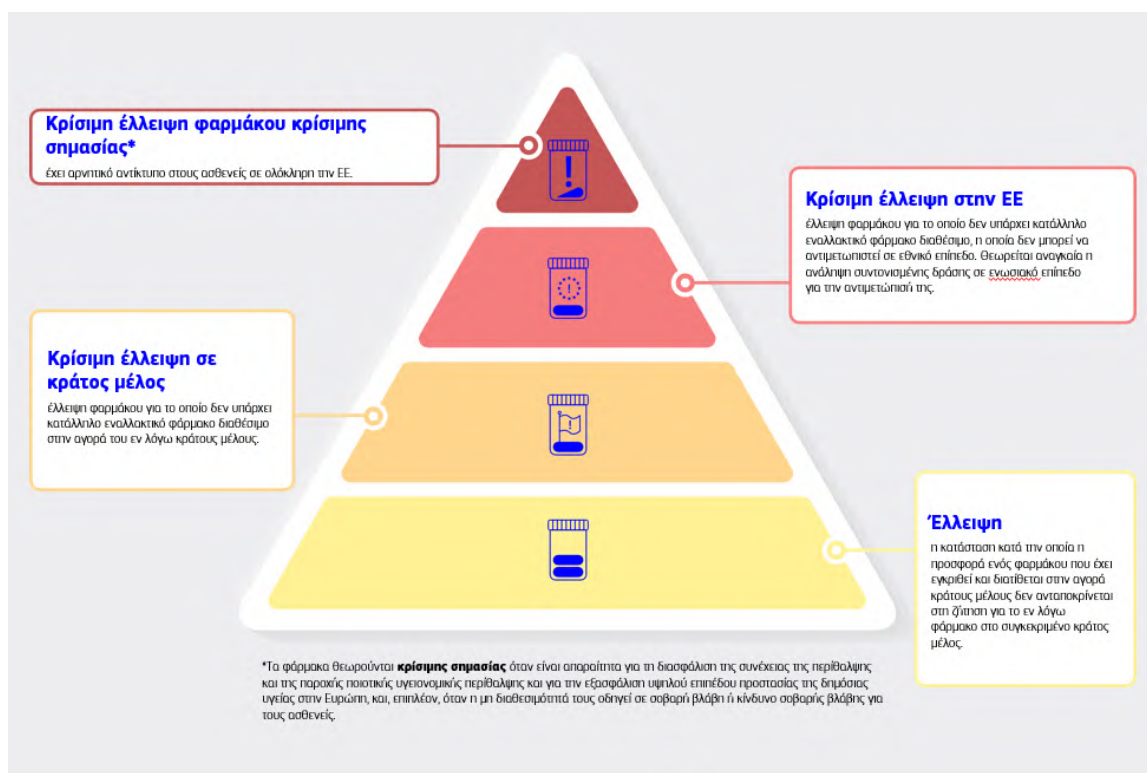 Κρίσιμη έλλειψη φαρμάκου κρίσιμης
σημασίας*
έχει αρνητικό αντίκτυπο στους ασθενείς σε ολόκληρη την ΕΕ.
Κρίσιμη έλλειψη στην ΕΕ
έλλειψη φαρμάκου για το οποίο δεν υπάρχει κατάλληλο
εναλλακτικό φάρμακο διαθέσιμο, η οποία δεν μπορεί να
αντιμετωπιστεί σε εθνικό επίπεδο. Θεωρείται αναγκαία η
ανάληψη συντονισμένης δράσης σε ενωσιακό επίπεδο
για την αντιμετώπισή της.
Κρίσιμη έλλειψη σε
κράτος μέλος
έλλειψη φαρμάκου για το οποίο δεν υπάρχει
κατάλληλο εναλλακτικό φάρμακο διαθέσιμο
στην αγορά του εν λόγω κράτους μέλους.
Έλλειψη
η κατάσταση κατά την οποία η
προσφορά ενός φαρμάκου που έχει
εγκριθεί και διατίθεται στην αγορά
κράτους μέλους δεν ανταποκρίνεται
στη ζήτηση για το εν λόγω
φάρμακο στο συγκεκριμένο κράτος
μέλος.
*Τα φάρμακα θεωρούνται κρίσιμης σημασίας όταν είναι απαραίτητα για τη διασφάλιση της συνέχειας της περίθαλψης
και της παροχής ποιοτικής υγειονομικής περίθαλψης και για την εξασφάλιση υψηλού επιπέδου προστασίας της δημόσιας
υγείας στην Ευρώπη, και, επιπλέον, όταν η μη διαθεσιμότητά τους οδηγεί σε σοβαρή βλάβη ή κίνδυνο σοβαρής βλάβης για
τους ασθενείς.